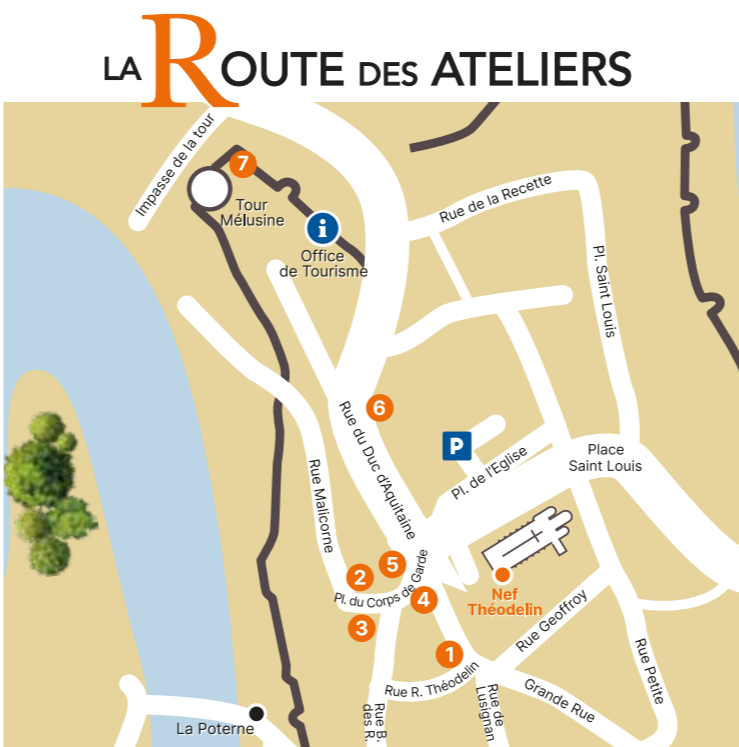 LA ROUTE DES ATELIERS
Impasse de la tour
7
Tour
Mélusine
i
Office
de Tourisme
Rue de la Recette
Pl. Saint Louis
6
Rue du Duc d'Aquitaine
P
Pl. de l'Eglise
Place
Saint Louis
Rue Malicorne
5
2
Pl. du Corps de Garde
4
3
Nef
Théodelin
1
Rue Geoffroy
Rue R. Théodelin
Rue Petite
Grande Rue
Rue de
Lusignan
Rue B.
des R.
La Poterne